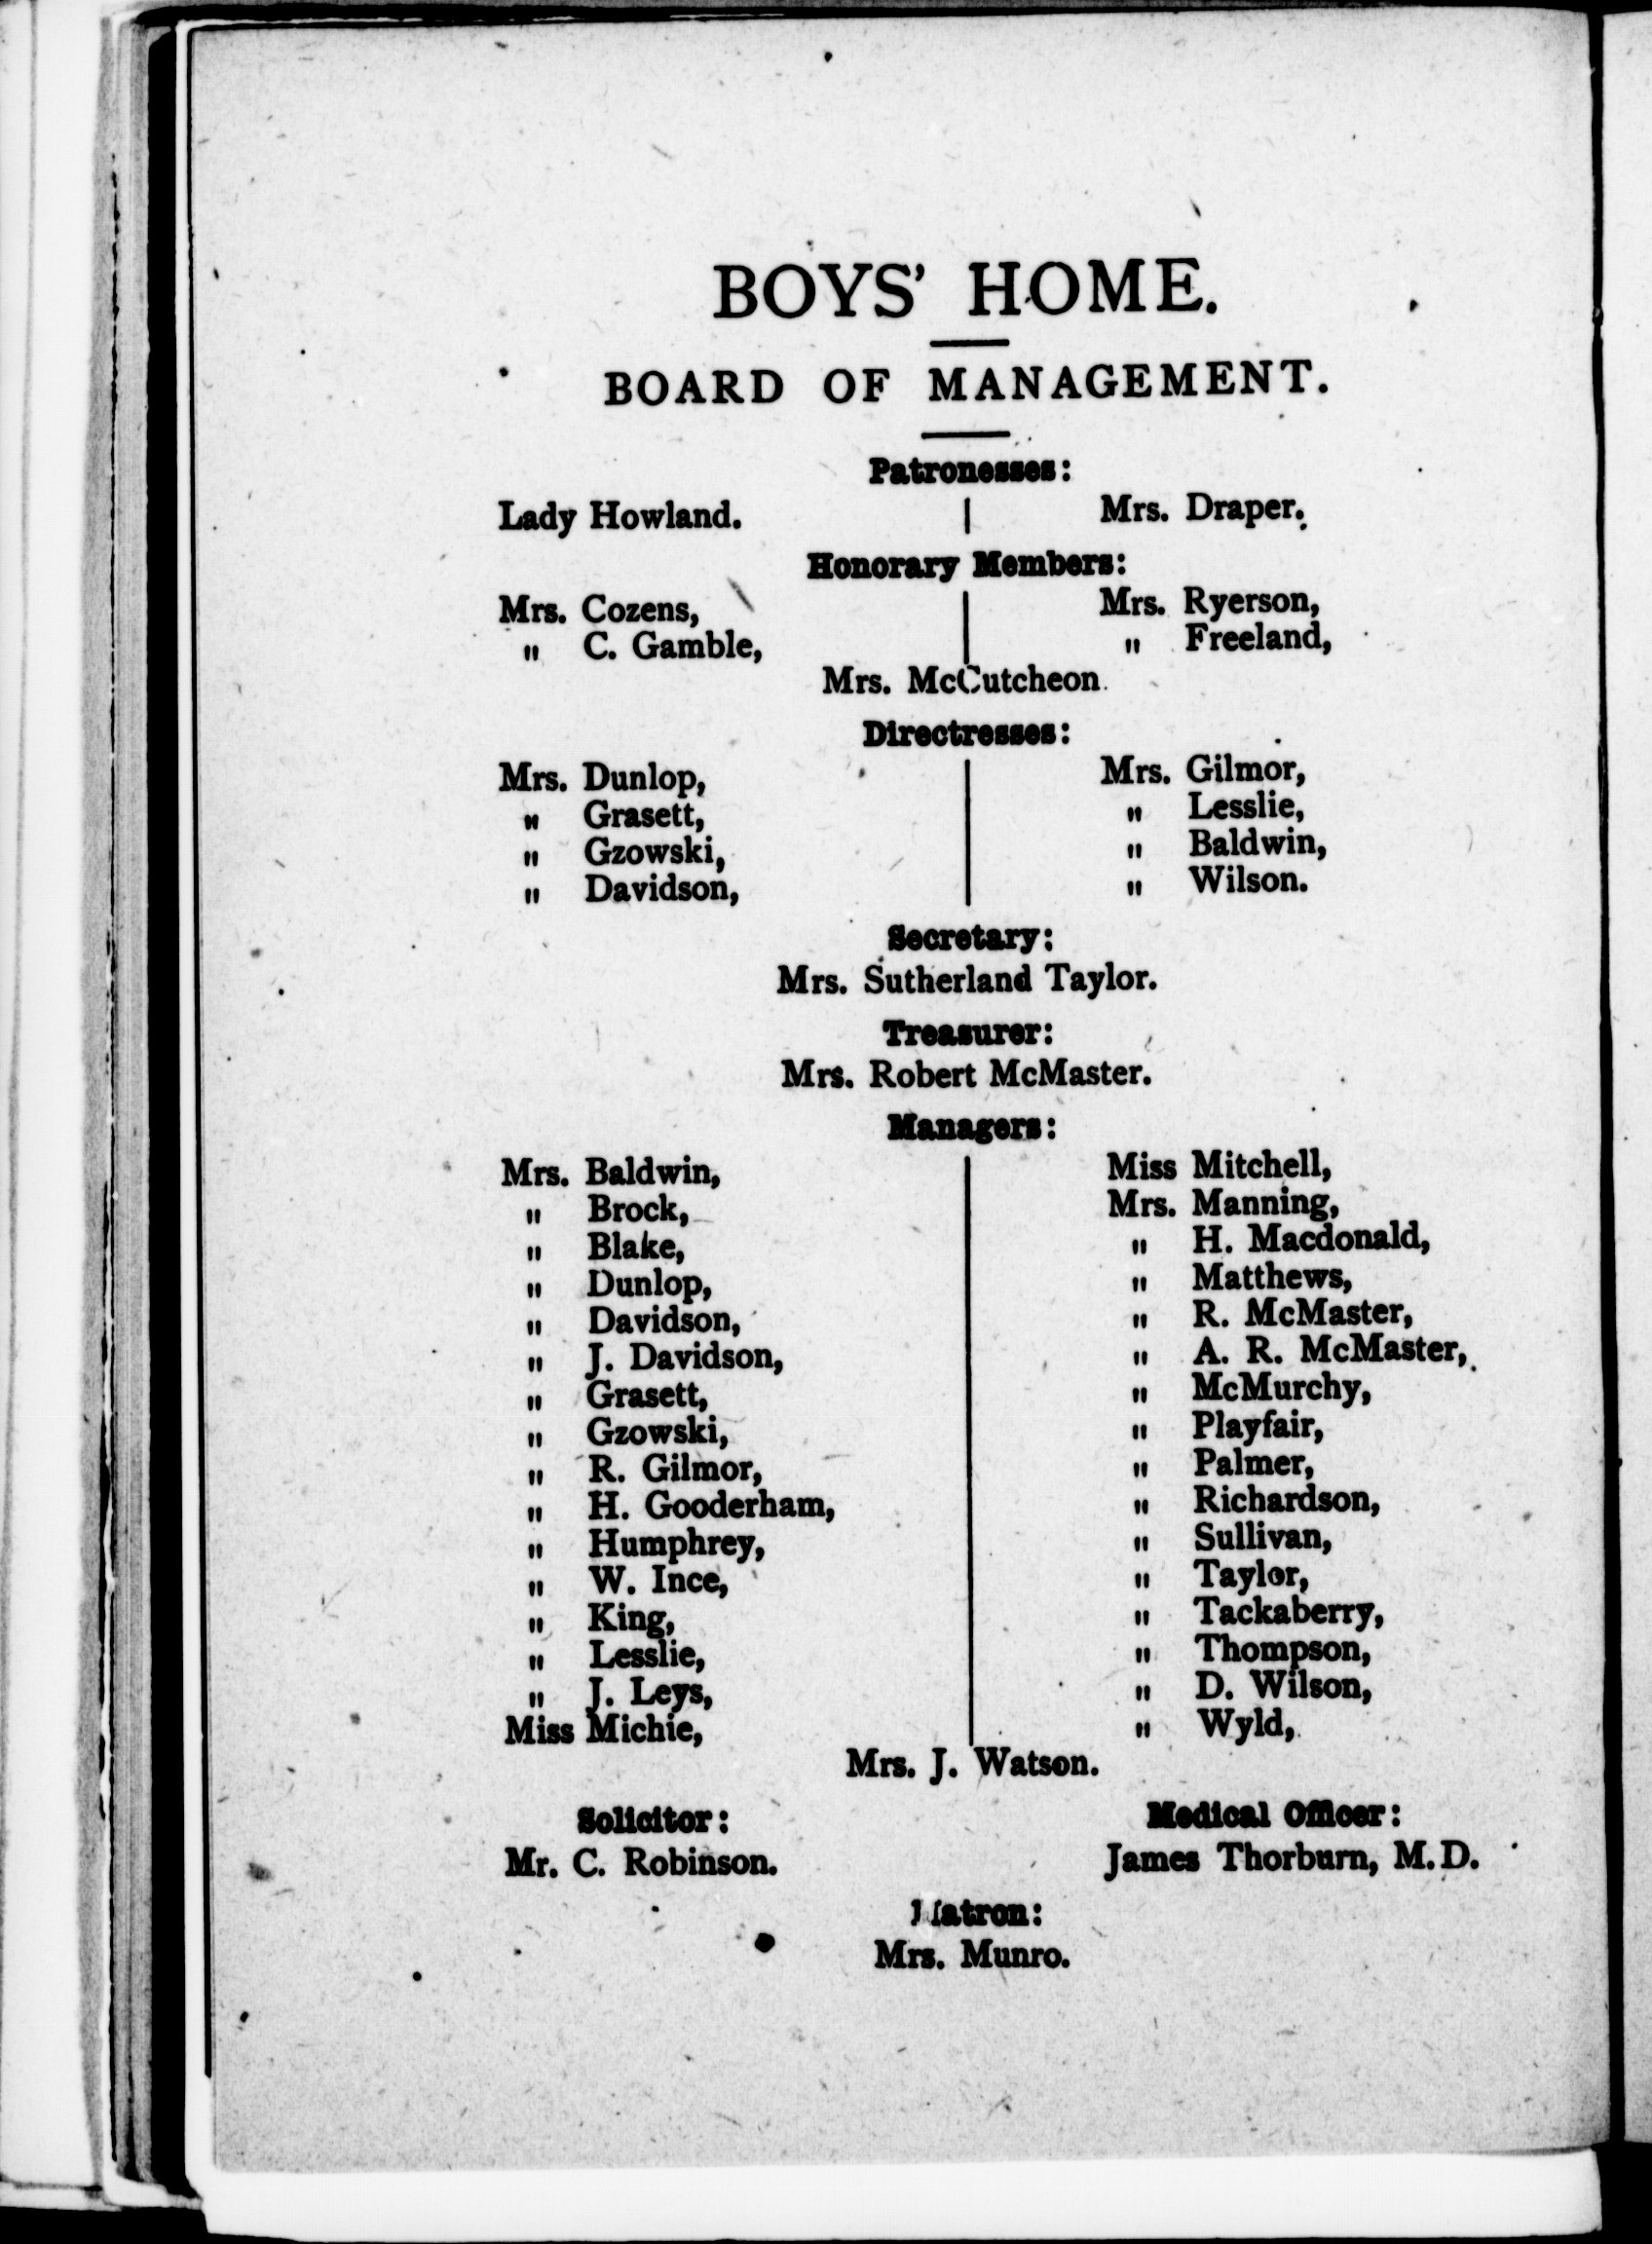 BOYS' HOME.
BOARD OF MANAGEMENT.
Patronesses:
Lady Howland. | Mrs. Draper.
Honorary Members:
Mrs. Cozens, | Mrs. Ryerson,
" C. Gamble, | " Freeland,
Mrs. McCutcheon.
Directresses:
Mrs. Dunlop, | Mrs. Gilmor,
" Grasett, | " Lesslie,
" Gzowski, | " Baldwin,
" Davidson, | " Wilson.
Secretary:
Mrs. Sutherland Taylor.
Treasurer:
Mrs. Robert McMaster.
Managers:
Mrs. Baldwin,
" Brock,
" Blake,
" Dunlop,
" Davidson,
" J. Davidson,
" Grasett,
" Gzowski,
" R. Gilmor,
" H. Gooderham,
" Humphrey,
" W. Ince,
" King,
" Lesslie,
" J. Leys,
Miss Michie,
Miss Mitchell,
Mrs. Manning,
" H. Macdonald,
" Matthews,
" R. McMaster,
" A. R. McMaster,
" McMurchy,
" Playfair,
" Palmer,
" Richardson,
" Sullivan,
" Taylor,
" Tackaberry,
" Thompson,
" D. Wilson,
" Wyld,
Mrs. J. Watson.
Solicitor:
Mr. C. Robinson.
Medical Officer:
James Thorburn, M.D.
Matron:
Mrs. Munro.